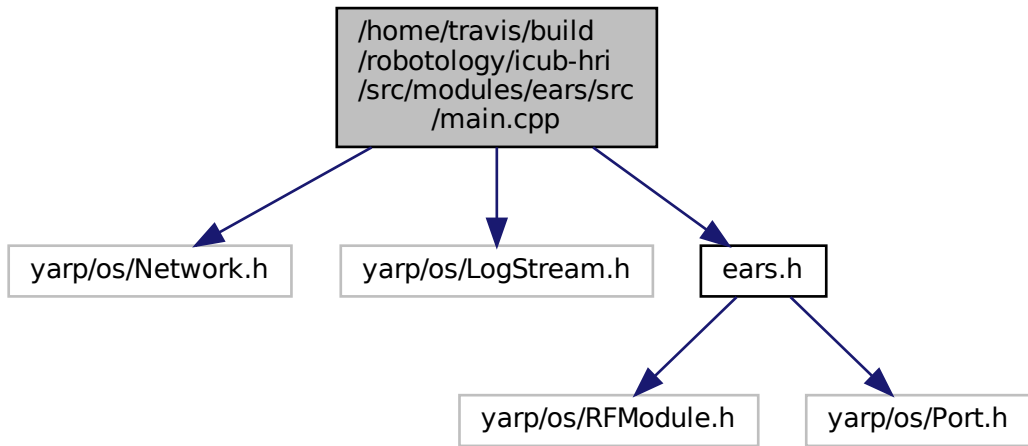 /home/travis/build
/robotology/icub-hri
/src/modules/ears/src
/main.cpp
yarp/os/Network.h
yarp/os/LogStream.h
ears.h
yarp/os/RFModule.h
yarp/os/Port.h